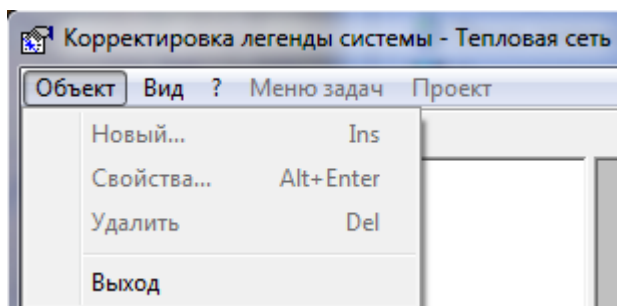 Корректировка легенды системы - Тепловая сеть
Объект Вид ? Меню задач Проект
Новый... Ins
Свойства... Alt+Enter
Удалить Del
Выход